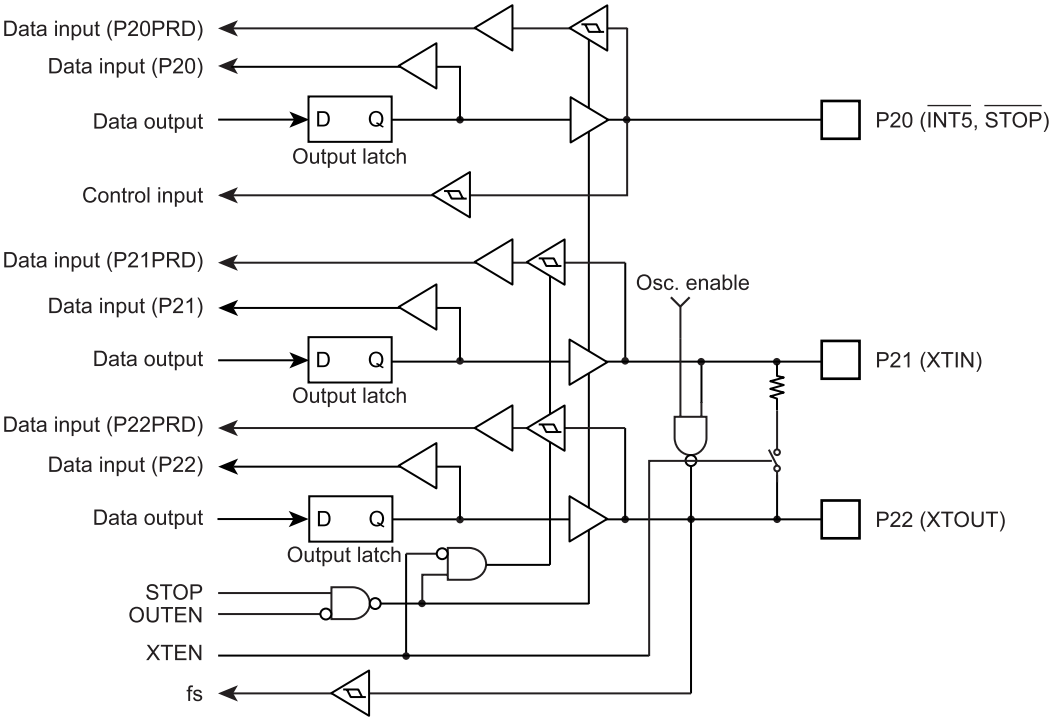 Data input (P20PRD)
Data input (P20)
Data output
D Q
Output latch
P20 (INT5, STOP)
Control input
Data input (P21PRD)
Osc. enable
Data input (P21)
Data output
D Q
Output latch
P21 (XTIN)
Data input (P22PRD)
Data input (P22)
Data output
D Q
Output latch
P22 (XTOUT)
STOP
OUTEN
XTEN
fs